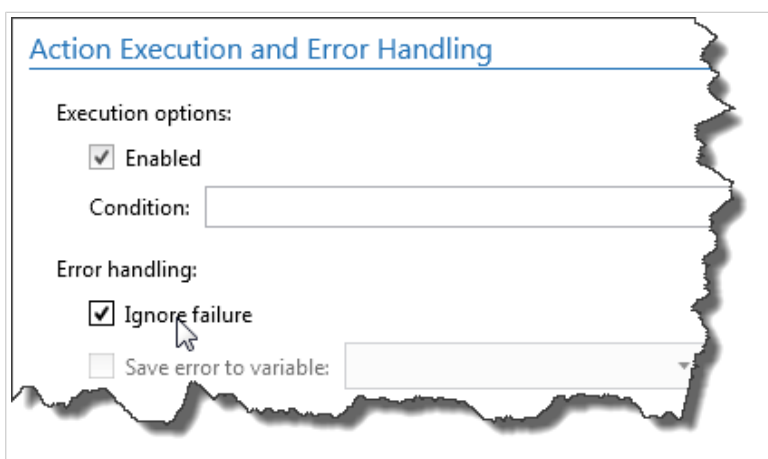 Action Execution and Error Handling
Execution options:
Enabled
Condition:
Error handling:
Ignore failure
Save error to variable: